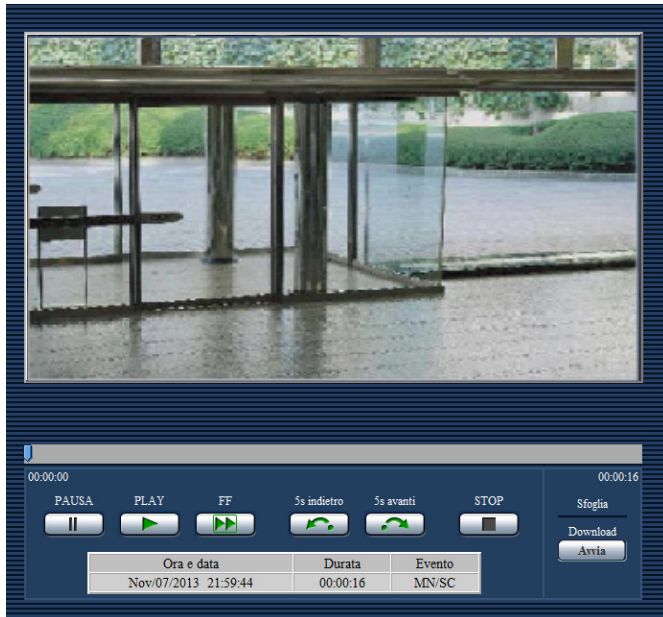 00:00:00 00:00:16
PAUSA PLAY FF 5s indietro 5s avanti STOP Sfoglia
Download
Avvia
Ora e data Durata Evento
Nov/07/2013 21:59:44 00:00:16 MN/SC